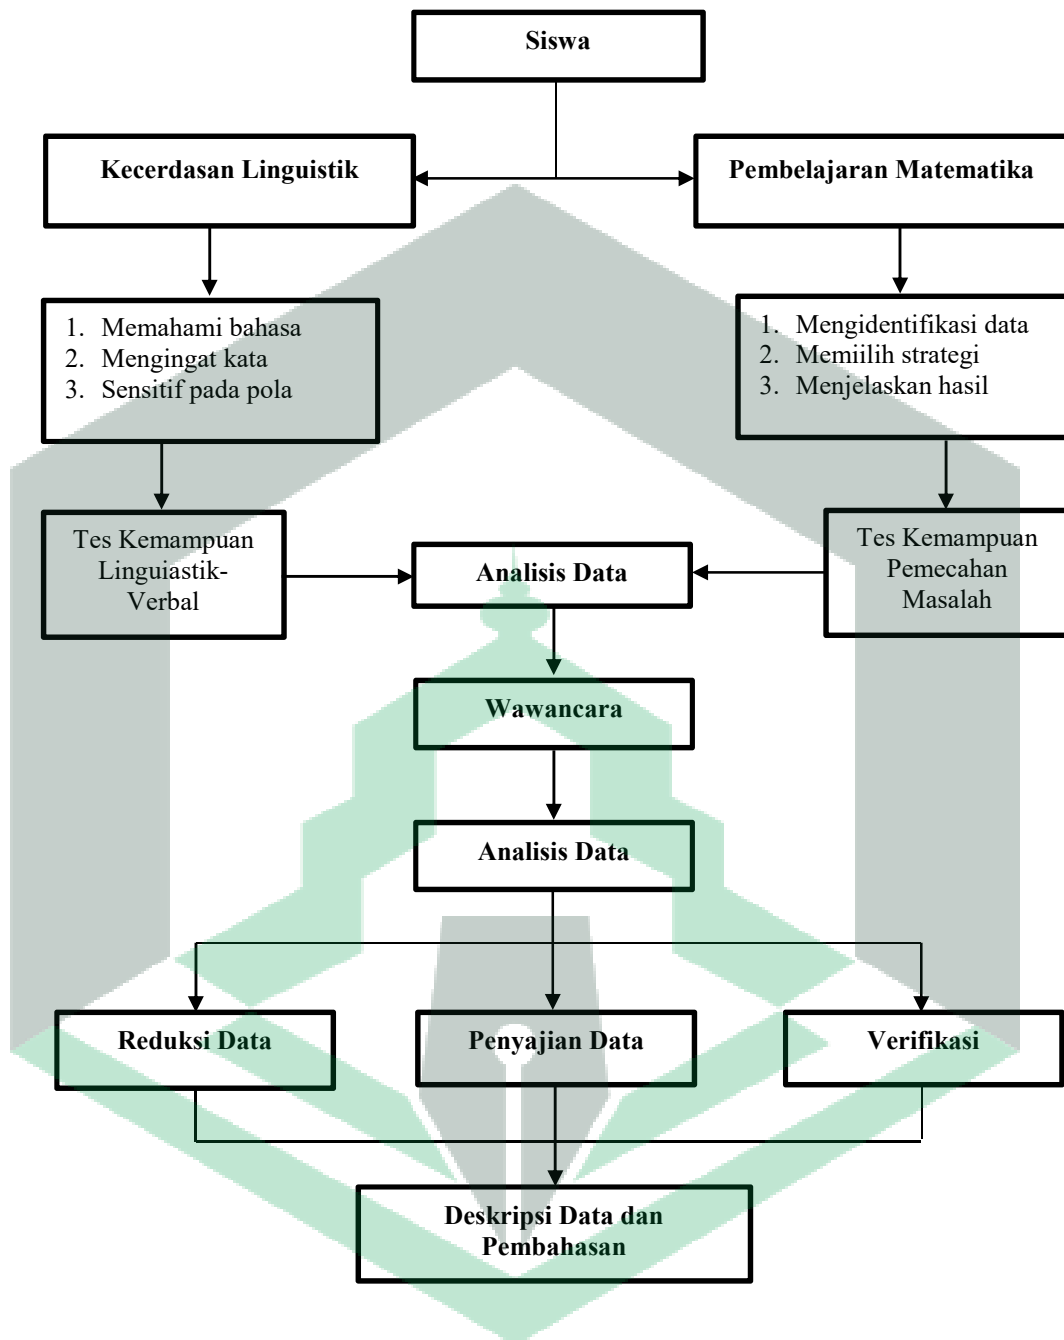 Siswa
Kecerdasan Linguistik
Pembelajaran Matematika
1. Memahami bahasa
2. Mengingat kata
3. Sensitif pada pola
1. Mengidentifikasi data
2. Memiilih strategi
3. Menjelaskan hasil
Tes Kemampuan
Linguiastik-
Verbal
Analisis Data
Tes Kemampuan
Pemecahan
Masalah
Wawancara
Analisis Data
Reduksi Data
Penyajian Data
Verifikasi
Deskripsi Data dan
Pembahasan